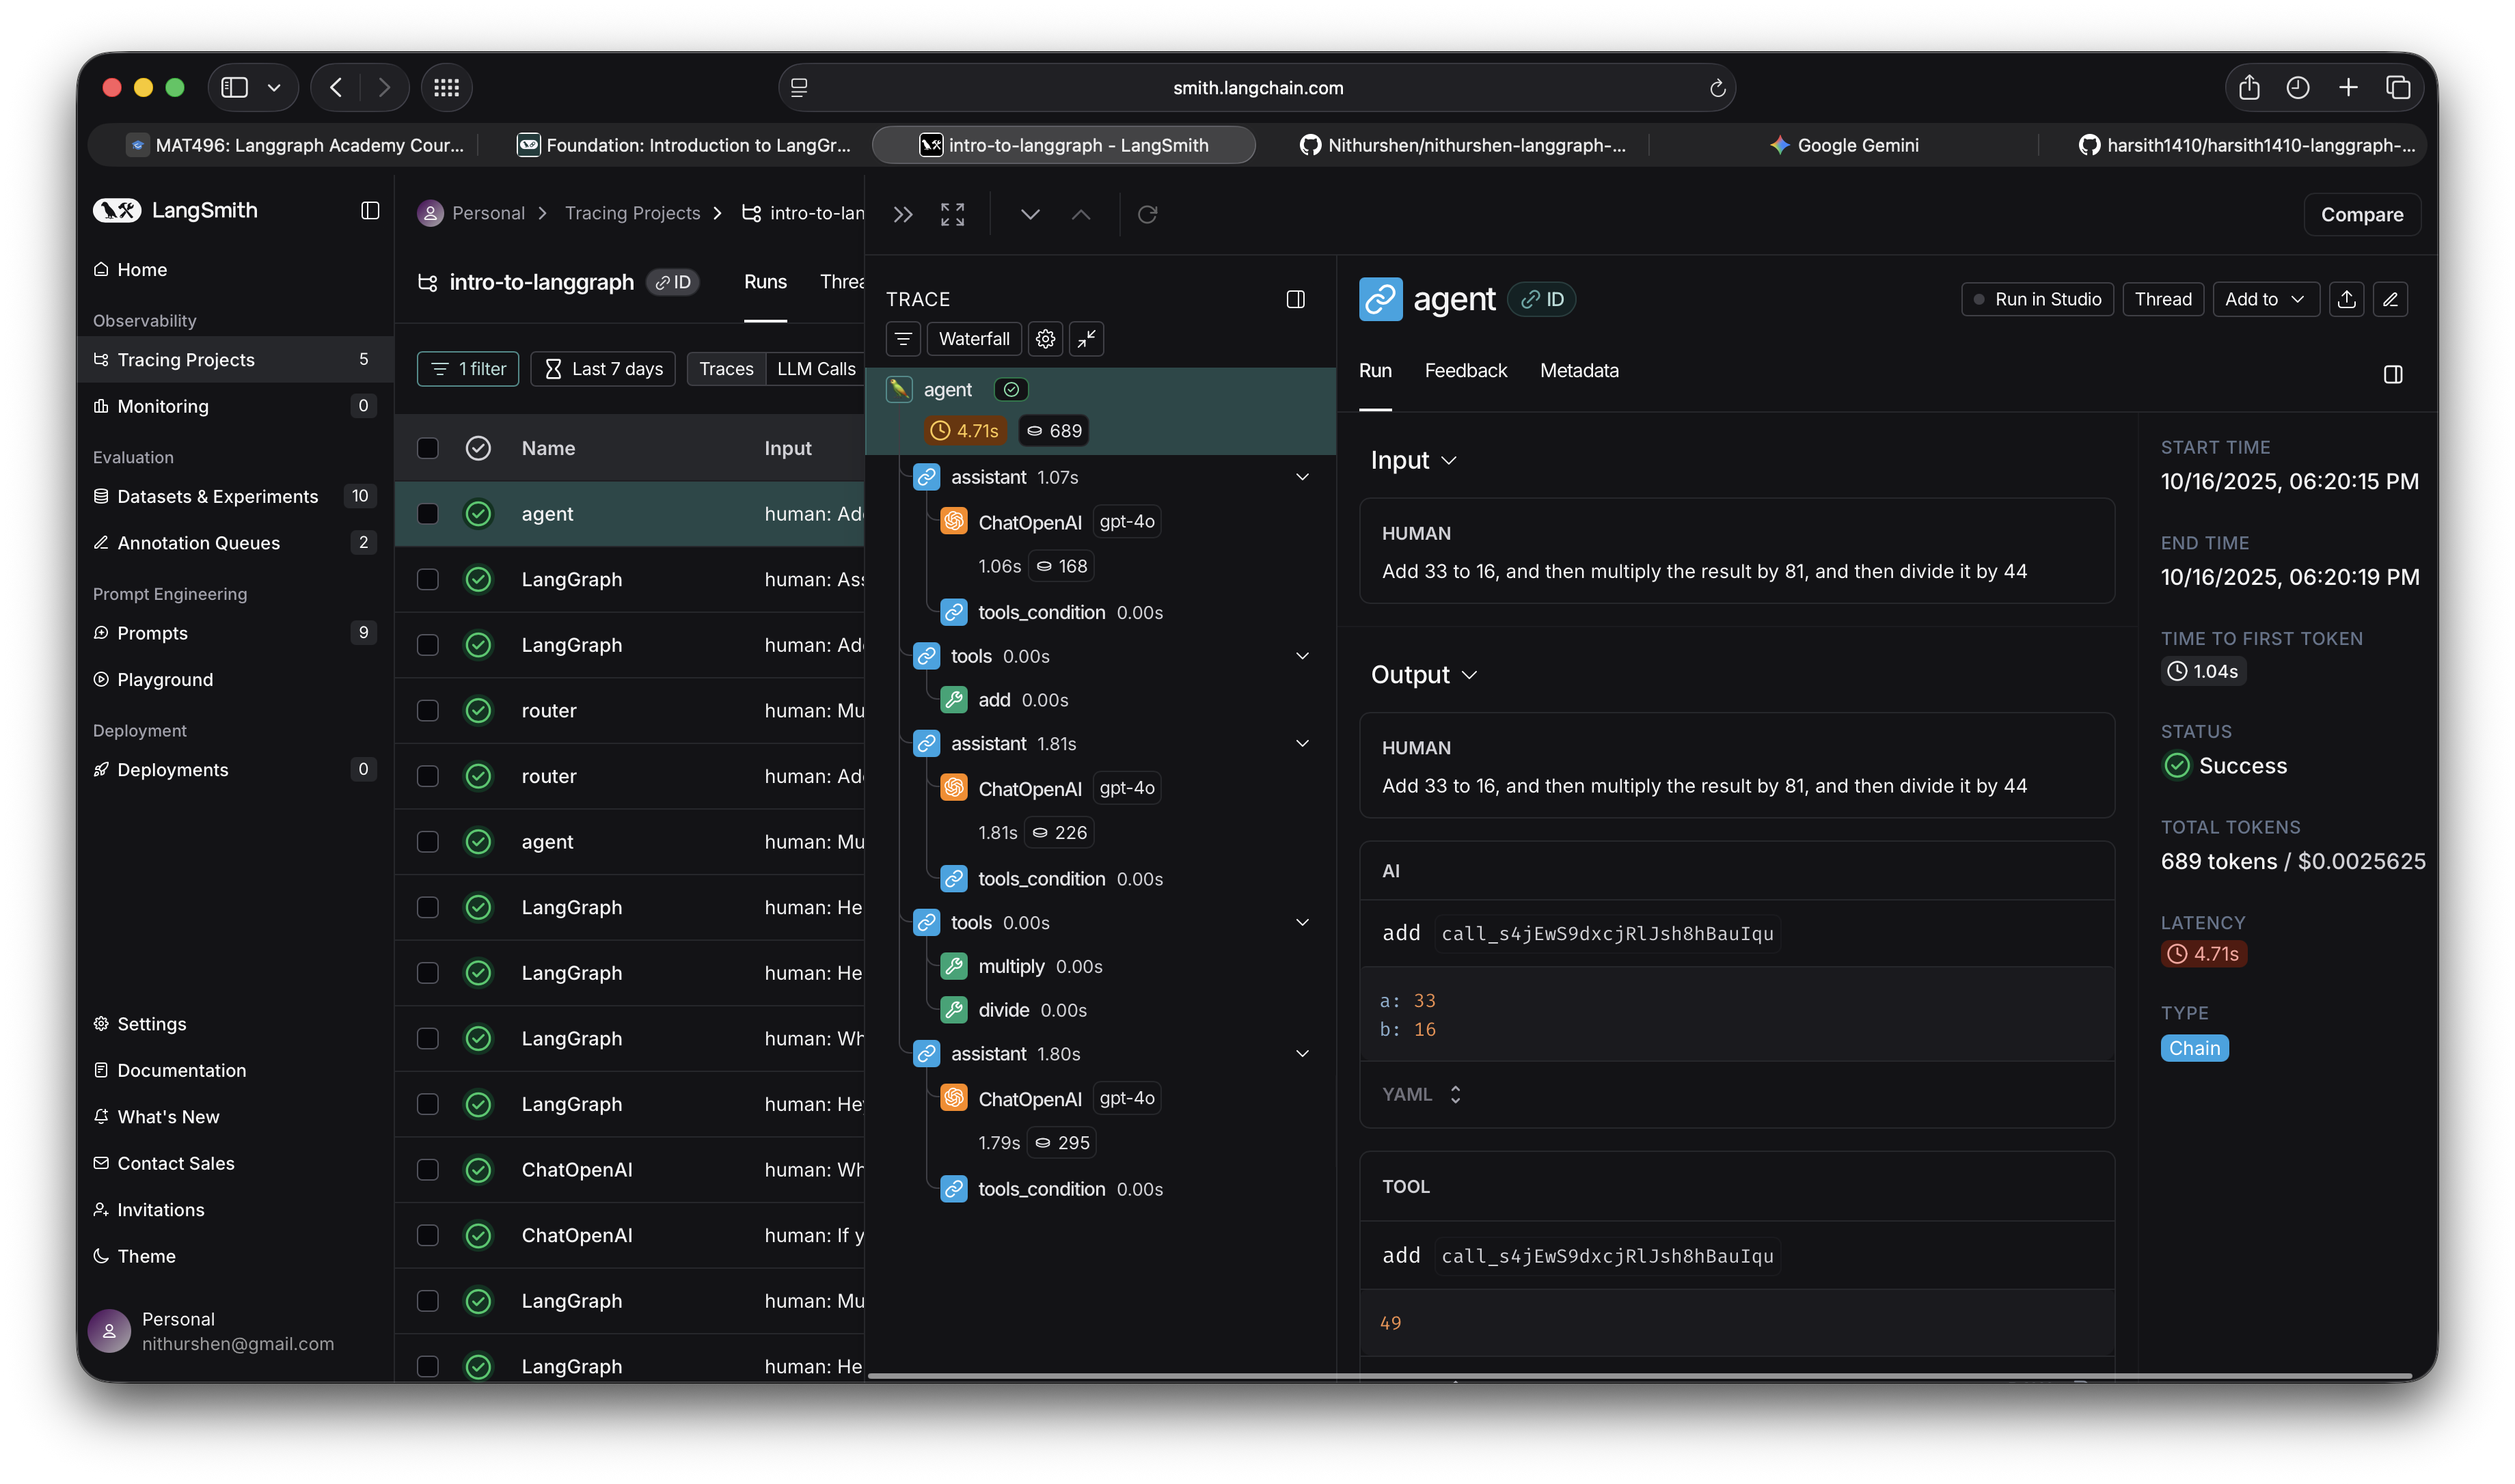 smith.langchain.com
MAT496: Langgraph Academy Cour...
Foundation: Introduction to LangGr...
intro-to-langgraph - LangSmith
Nithurshen/nithurshen-langgraph-...
Google Gemini
harsith1410/harsith1410-langgraph-...
LangSmith
Home
Observability
Tracing Projects 5
Monitoring 0
Evaluation
Datasets & Experiments 10
Annotation Queues 2
Prompt Engineering
Prompts 9
Playground
Deployment
Deployments 0
Settings
Documentation
What's New
Contact Sales
Invitations
Theme
Personal
nithurshen@gmail.com
Personal > Tracing Projects > intro-to-lan
intro-to-langgraph ID Runs Threa
1 filter Last 7 days Traces LLM Calls
Name Input
agent human: Ad
LangGraph human: Ass
LangGraph human: Ad
router human: Mu
router human: Ad
agent human: Mu
LangGraph human: He
LangGraph human: He
LangGraph human: Wh
LangGraph human: He
ChatOpenAI human: Wh
ChatOpenAI human: If y
LangGraph human: Mu
LangGraph human: He
Compare
TRACE
Waterfall
agent
4.71s 689
assistant 1.07s
ChatOpenAI gpt-4o
1.06s 168
tools_condition 0.00s
tools 0.00s
add 0.00s
assistant 1.81s
ChatOpenAI gpt-4o
1.81s 226
tools_condition 0.00s
tools 0.00s
multiply 0.00s
divide 0.00s
assistant 1.80s
ChatOpenAI gpt-4o
1.79s 295
tools_condition 0.00s
agent ID
Run in Studio Thread Add to
Run Feedback Metadata
Input
HUMAN
Add 33 to 16, and then multiply the result by 81, and then divide it by 44
Output
HUMAN
Add 33 to 16, and then multiply the result by 81, and then divide it by 44
AI
add call_s4jEwS9dxcjRlJsh8hBauIqu
a: 33
b: 16
YAML
TOOL
add call_s4jEwS9dxcjRlJsh8hBauIqu
49
START TIME
10/16/2025, 06:20:15 PM
END TIME
10/16/2025, 06:20:19 PM
TIME TO FIRST TOKEN
1.04s
STATUS
Success
TOTAL TOKENS
689 tokens / $0.0025625
LATENCY
4.71s
TYPE
Chain